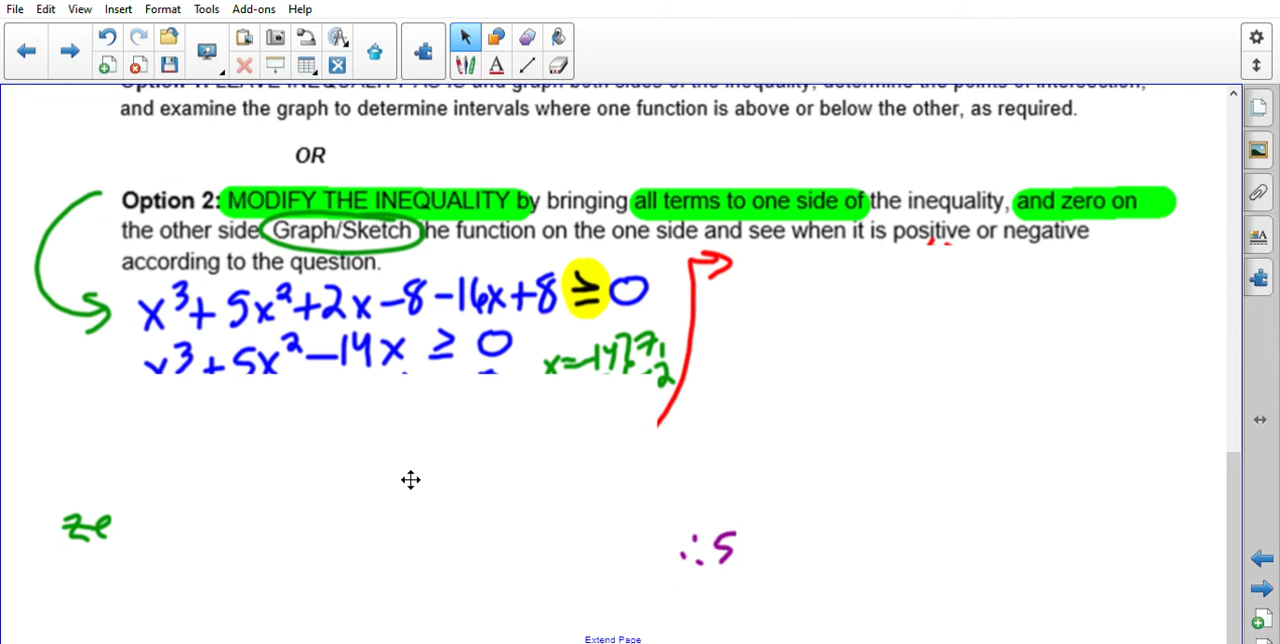 File Edit View Insert Format Tools Add-ons Help
and examine the graph to determine intervals where one function is above or below the other, as required.
OR
Option 2: MODIFY THE INEQUALITY by bringing all terms to one side of the inequality, and zero on
the other side Graph/Sketch the function on the one side and see when it is positive or negative
according to the question.
x³ + 5x² + 2x - 8 - 16x + 8 ≥ 0
x³ + 5x² - 14x ≥ 0 x = -14
ze
∴ s
Extend Page